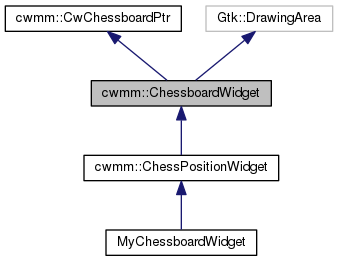 cwmm::CwChessboardPtr
Gtk::DrawingArea
cwmm::ChessboardWidget
cwmm::ChessPositionWidget
MyChessboardWidget